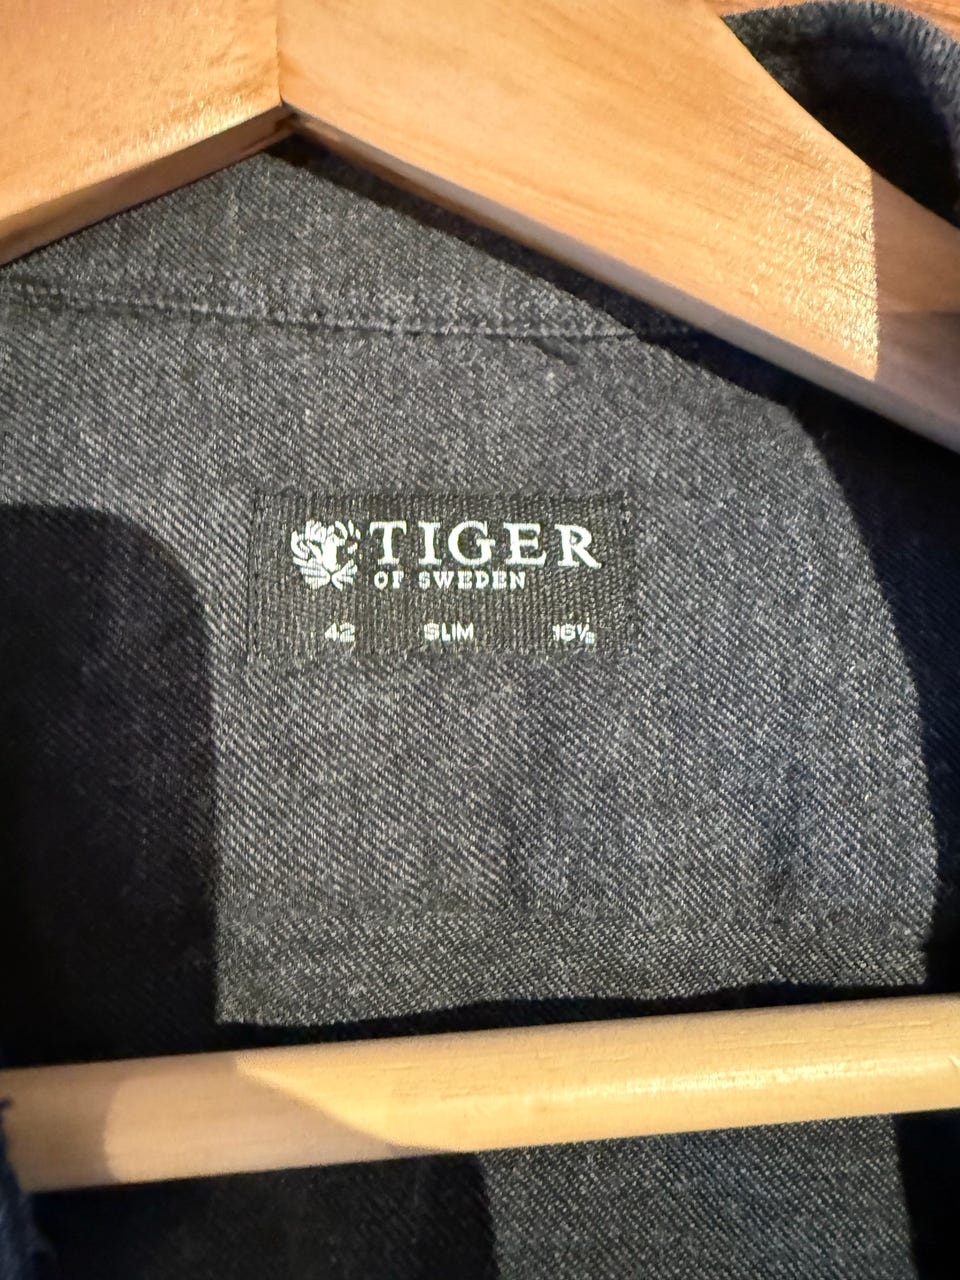 TIGER
OF SWEDEN
42 SLIM 16½